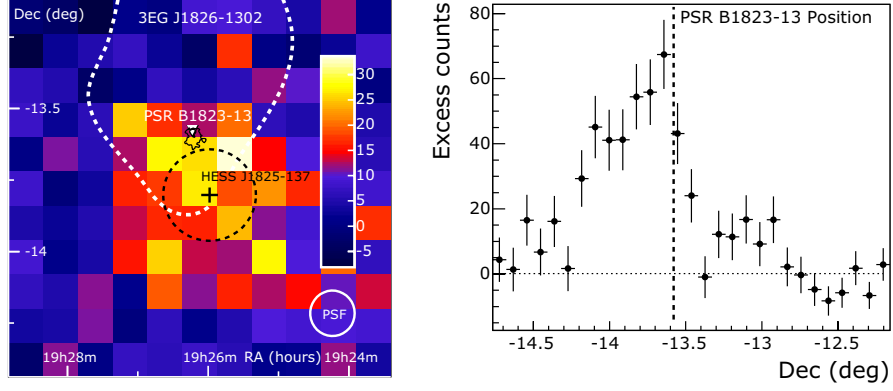 Dec (deg)
3EG J1826-1302
-13.5
PSR B1823-13
HESS J1825-137
-14
PSF
19h28m
19h26m
RA (hours)
19h24m
30
25
20
15
10
5
0
-5
Excess counts
80
60
40
20
0
PSR B1823-13 Position
-14.5
-14
-13.5
-13
-12.5
Dec (deg)